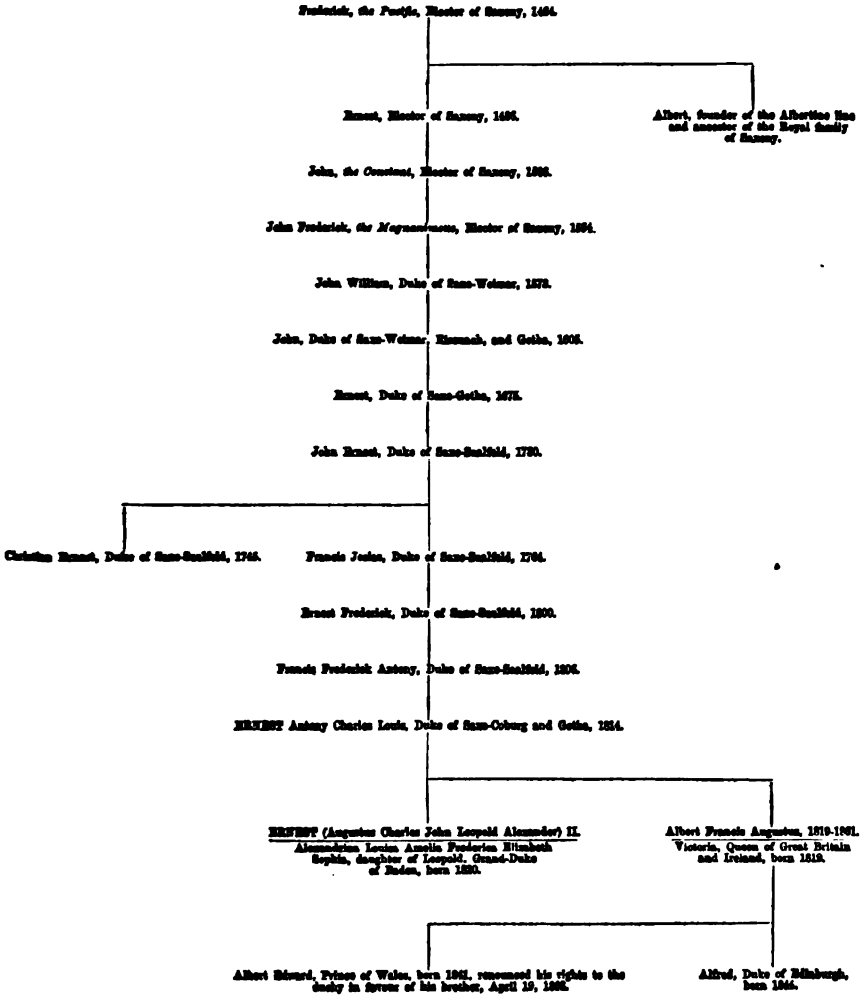 Frederick, the Pacific, Elector of Saxony, 1464.
Ernest, Elector of Saxony, 1486.
Albert, founder of the Albertine line
and ancestor of the Royal family
of Saxony.
John, the Constant, Elector of Saxony,
John Frederick, the Magnanimous, Elector of Saxony, 1554.
John William, Duke of Saxe-Weimar, 1573.
John, Duke of Saxe-Weimar, Eisenach, and Gotha, 1605.
Ernest, Duke of Saxe-Gotha, 1675.
John Ernest, Duke of Saxe-Saalfeld,
Christian Ernest, Duke of Saxe-Saalfeld, 1745.
Francis Josias, Duke of Saxe-Saalfeld, 1764.
Ernest Frederick, Duke of Saxe-Saalfeld, 1800.
Francis Frederick Antony, Duke of Saxe-Saalfeld, 1806.
ERNEST Antony Charles Louis, Duke of Saxe-Coburg and Gotha,
ERNEST (Augustus Charles John Leopold Alexander) II.
Alexandrina Louisa Amelia Frederica Elizabeth
Sophia, daughter of Leopold, Grand-Duke
of Baden, born 1820.
Albert Francis Augustus, 1819-1861.
Victoria, Queen of Great Britain
and Ireland, born 1819.
Albert Edward, Prince of Wales, born 1841, renounced his rights to the
duchy in favour of his brother, April 19, 1863.
Alfred, Duke of Edinburgh,
born 1844.